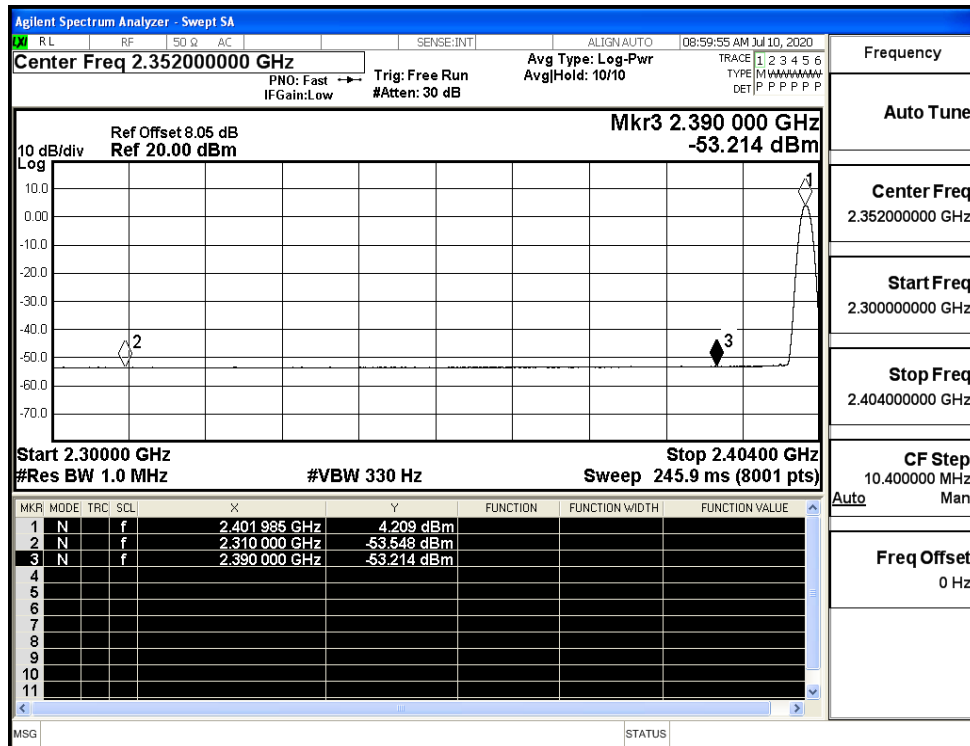 Agilent Spectrum Analyzer - Swept SA
LXI RL RF 50 Ω AC SENSE:INT ALIGN AUTO 08:59:55 AM Jul 10, 2020
Center Freq 2.352000000 GHz
PNO: Fast
IFGain:Low
Trig: Free Run
#Atten: 30 dB
Avg Type: Log-Pwr
Avg|Hold: 10/10
TRACE 1 2 3 4 5 6
TYPE M W W W W W
DET P P P P P P
Ref Offset 8.05 dB
10 dB/div Ref 20.00 dBm
Log
Mkr3 2.390 000 GHz
-53.214 dBm
10.0
0.00
-10.0
-20.0
-30.0
-40.0
-50.0
-60.0
-70.0
1
2
3
Start 2.30000 GHz Stop 2.40400 GHz
#Res BW 1.0 MHz #VBW 330 Hz Sweep 245.9 ms (8001 pts)
MKR MODE TRC SCL X Y FUNCTION FUNCTION WIDTH FUNCTION VALUE
1 N f 2.401 985 GHz 4.209 dBm
2 N f 2.310 000 GHz -53.548 dBm
3 N f 2.390 000 GHz -53.214 dBm
4
5
6
7
8
9
10
11
MSG STATUS
Frequency
Auto Tune
Center Freq
2.352000000 GHz
Start Freq
2.300000000 GHz
Stop Freq
2.404000000 GHz
CF Step
10.400000 MHz
Auto Man
Freq Offset
0 Hz